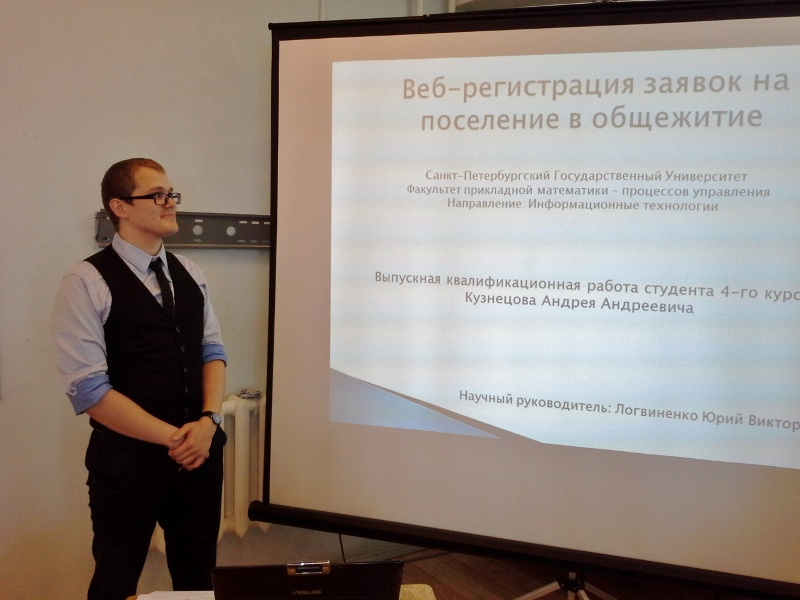 Веб-регистрация заявок на
поселение в общежитие
Санкт-Петербургский Государственный Университет
Факультет прикладной математики - процессов управления
Направление: Информационные технологии
Выпускная квалификационная работа студента 4-го курс
Кузнецова Андрея Андреевича
Научный руководитель: Логвиненко Юрий Виктор
ASUS